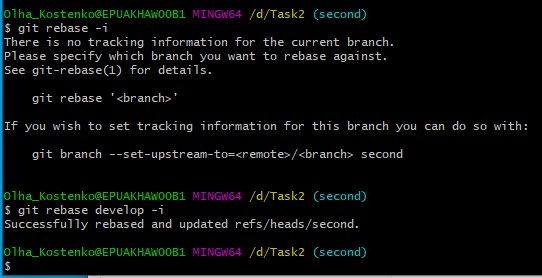 Olha_Kostenko@EPUAKHAW00B1 MINGW64 /d/Task2 (second)
$ git rebase -i
There is no tracking information for the current branch.
Please specify which branch you want to rebase against.
See git-rebase(1) for details.

    git rebase '<branch>'

If you wish to set tracking information for this branch you can do so with:

    git branch --set-upstream-to=<remote>/<branch> second

Olha_Kostenko@EPUAKHAW00B1 MINGW64 /d/Task2 (second)
$ git rebase develop -i
Successfully rebased and updated refs/heads/second.

Olha_Kostenko@EPUAKHAW00B1 MINGW64 /d/Task2 (second)
$